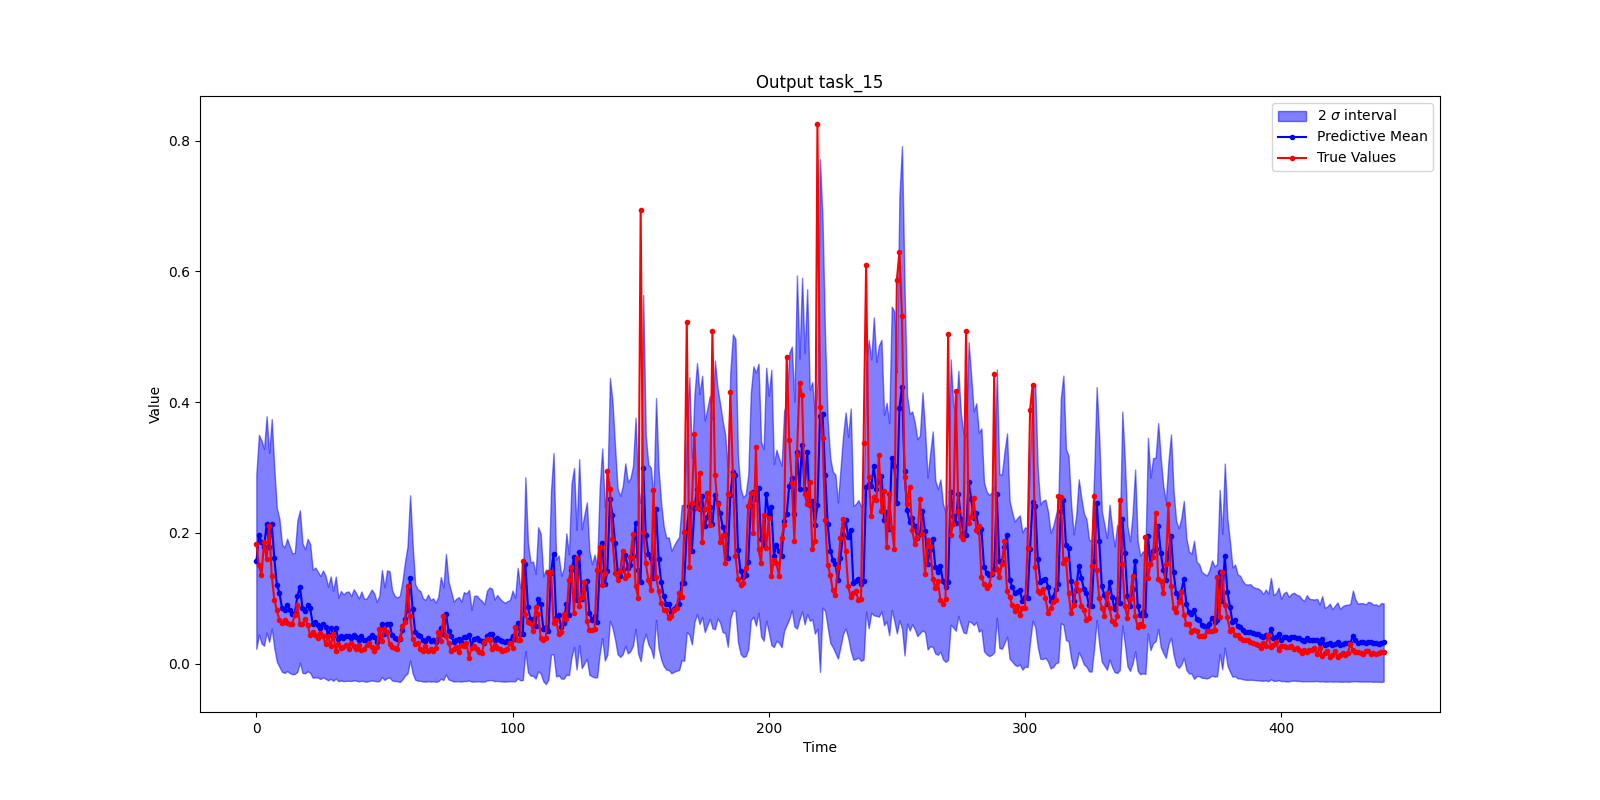 Output task_15
2 σ interval
Predictive Mean
True Values
Value
0.8
0.6
0.4
0.2
0.0
0 100 200 300 400
Time